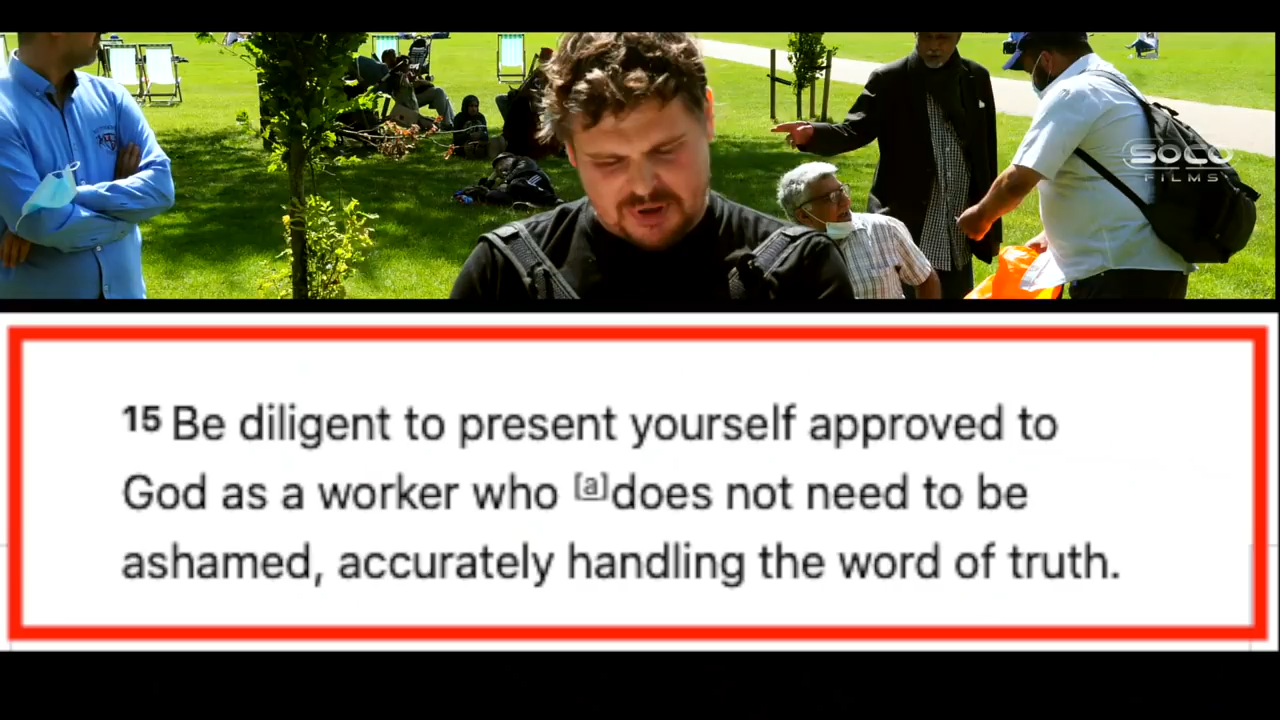 SOCO
FILMS
15 Be diligent to present yourself approved to
God as a worker who [a]does not need to be
ashamed, accurately handling the word of truth.